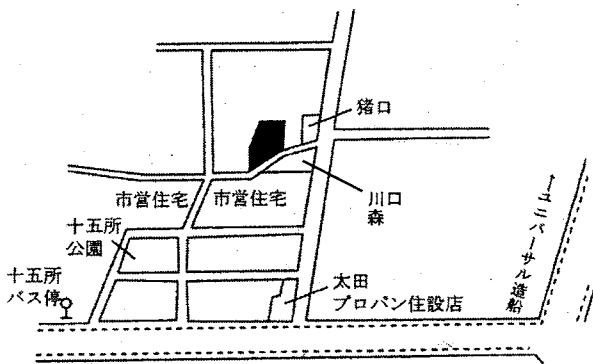 猪口
川口
森
市営住宅
市営住宅
十五所
公園
十五所
バス停
太田
プロパン住設店
←ユニバーサル造船